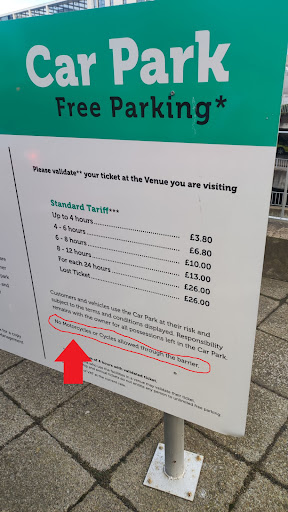 Car Park
Free Parking*
Please validate** your ticket at the Venue you are visiting
Standard Tariff***
Up to 4 hours £3.80
4 - 6 hours £6.80
6 - 8 hours £10.00
8 - 12 hours £13.00
For each 24 hours £26.00
Lost Ticket £26.00
Customers and vehicles use the Car Park at their risk and
subject to the terms and conditions displayed. Responsibility
remains with the owner for all possessions left in the Car Park.
No Motorcycles or Cycles allowed through the barrier.
hours with validated ticket.